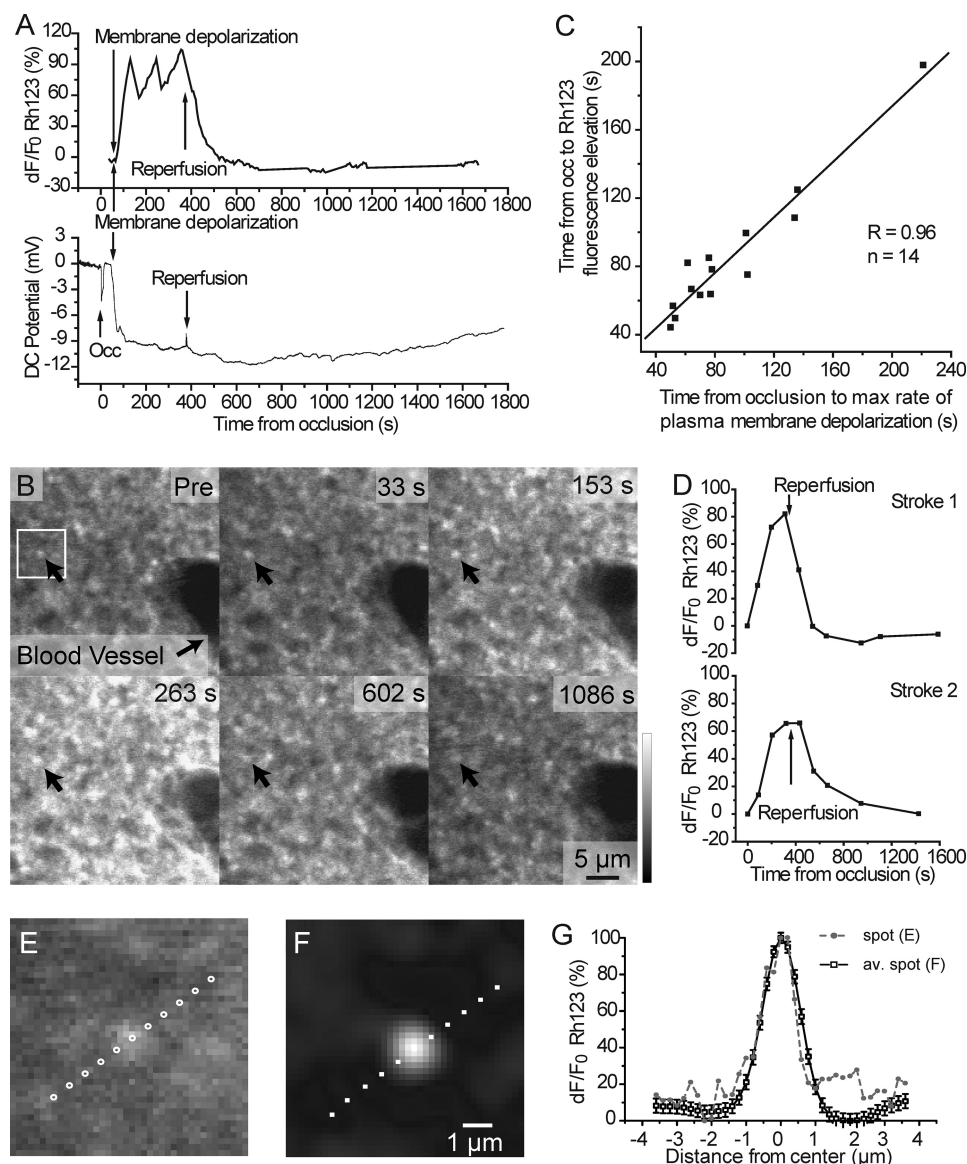 A
Membrane depolarization
dF/F0 Rh123 (%)
120
90
60
30
0
-30
Reperfusion
0 200 400 600 800 1000 1200 1400 1600 1800
Membrane depolarization
DC Potential (mV)
3
0
-3
-6
-9
-12
Reperfusion
Occ
0 200 400 600 800 1000 1200 1400 1600 1800
Time from occlusion (s)
C
Time from occ to Rh123
fluorescence elevation (s)
200
160
120
80
40
R = 0.96
n = 14
40 80 120 160 200 240
Time from occlusion to max rate of
plasma membrane depolarization (s)
B
Pre
33 s
153 s
Blood Vessel
263 s
602 s
1086 s
5 µm
D
Reperfusion
Stroke 1
dF/F0 Rh123 (%)
100
80
60
40
20
0
-20
Stroke 2
dF/F0 Rh123 (%)
100
80
60
40
20
0
-20
Reperfusion
0 400 800 1200 1600
Time from occlusion (s)
E
F
1 µm
G
spot (E)
av. spot (F)
dF/F0 Rh123 (%)
100
80
60
40
20
0
-4 -3 -2 -1 0 1 2 3 4
Distance from center (µm)